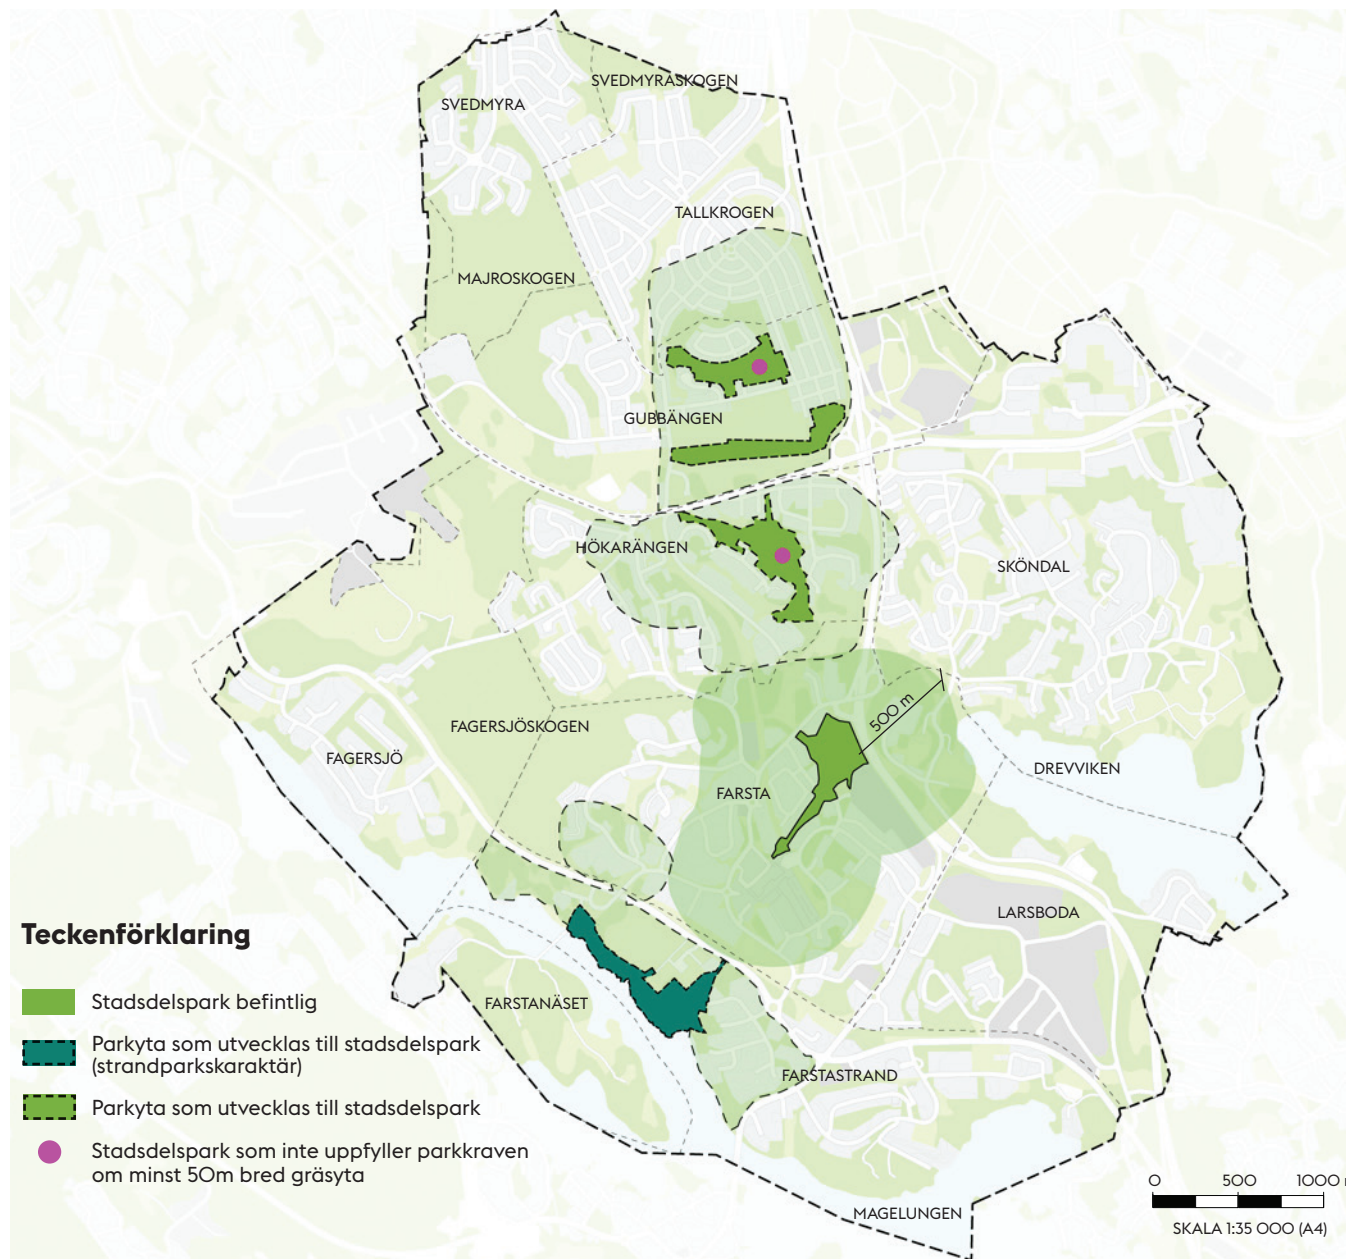 SVEDMYRASKOGEN
SVEDMYRA
TALLKROGEN
MAJROSKOGEN
GUBBÄNGEN
HÖKARÄNGEN
SKÖNDAL
500 m
FAGERSJÖSKOGEN
FAGERSJÖ
DREVVIKEN
FARSTA
LARSBODA
FARSTANÄSET
FARSTASTRAND
MAGELUNGEN
Teckenförklaring
Stadsdelspark befintlig
Parkyta som utvecklas till stadsdelspark
(strandparkskaraktär)
Parkyta som utvecklas till stadsdelspark
Stadsdelspark som inte uppfyller parkkraven
om minst 50m bred gräsyta
0 500 1000
SKALA 1:35 000 (A4)